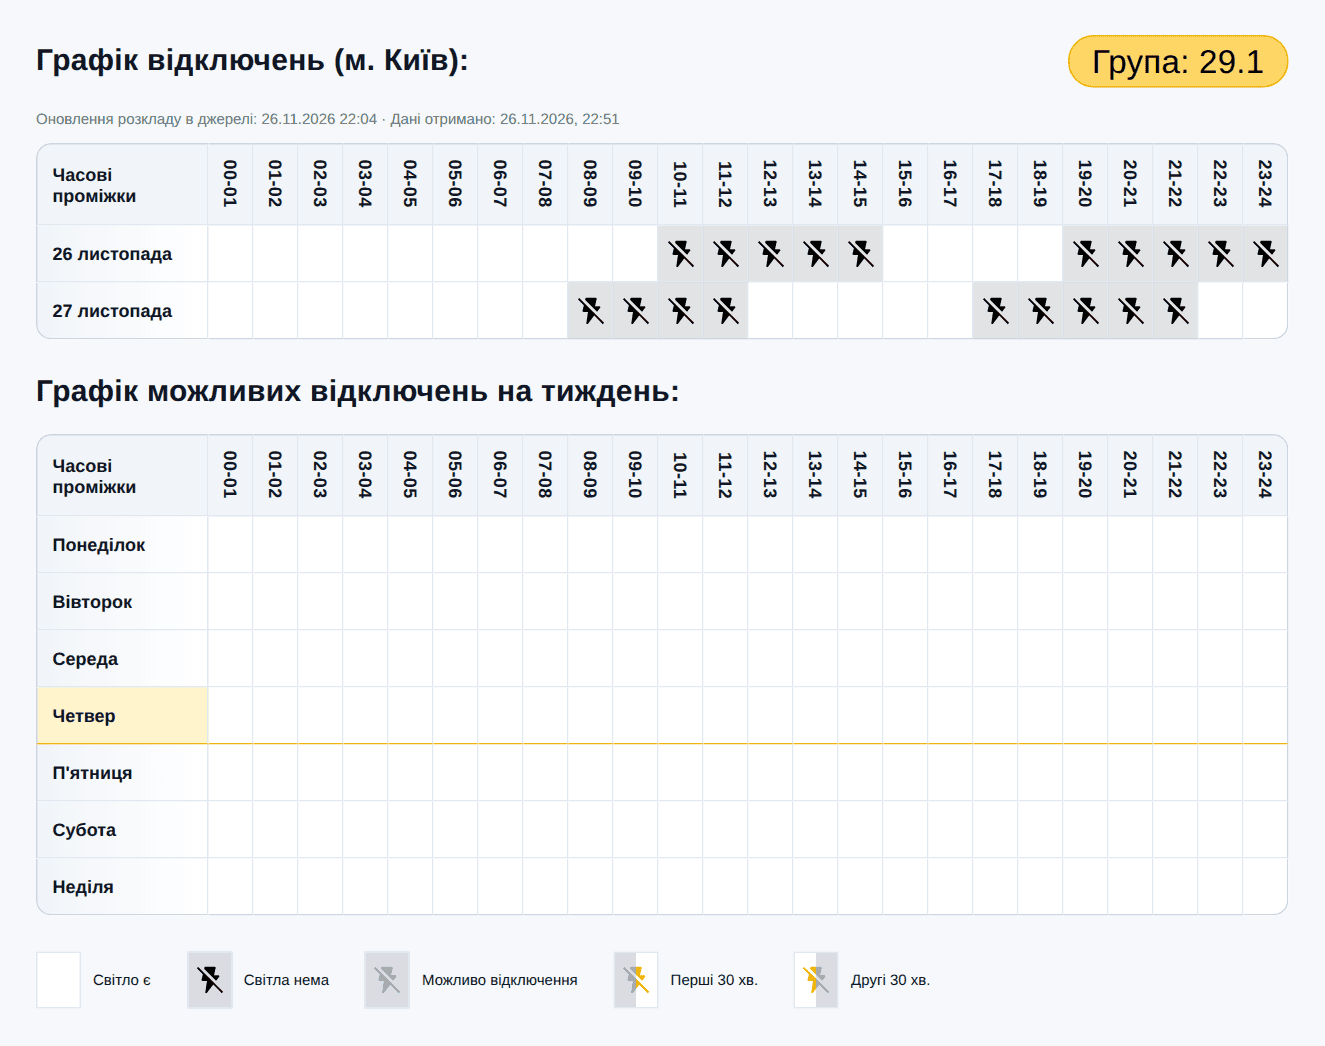 Графік відключень (м. Київ):
Група: 29.1
Оновлення розкладу в джерелі: 26.11.2026 22:04 · Дані отримано: 26.11.2026, 22:51
Часові проміжки 00-01 01-02 02-03 03-04 04-05 05-06 06-07 07-08 08-09 09-10 10-11 11-12 12-13 13-14 14-15 15-16 16-17 17-18 18-19 19-20 20-21 21-22 22-23 23-24
26 листопада
27 листопада
Графік можливих відключень на тиждень:
Часові проміжки 00-01 01-02 02-03 03-04 04-05 05-06 06-07 07-08 08-09 09-10 10-11 11-12 12-13 13-14 14-15 15-16 16-17 17-18 18-19 19-20 20-21 21-22 22-23 23-24
Понеділок
Вівторок
Середа
Четвер
П'ятниця
Субота
Неділя
Світло є Світла нема Можливо відключення Перші 30 хв. Другі 30 хв.